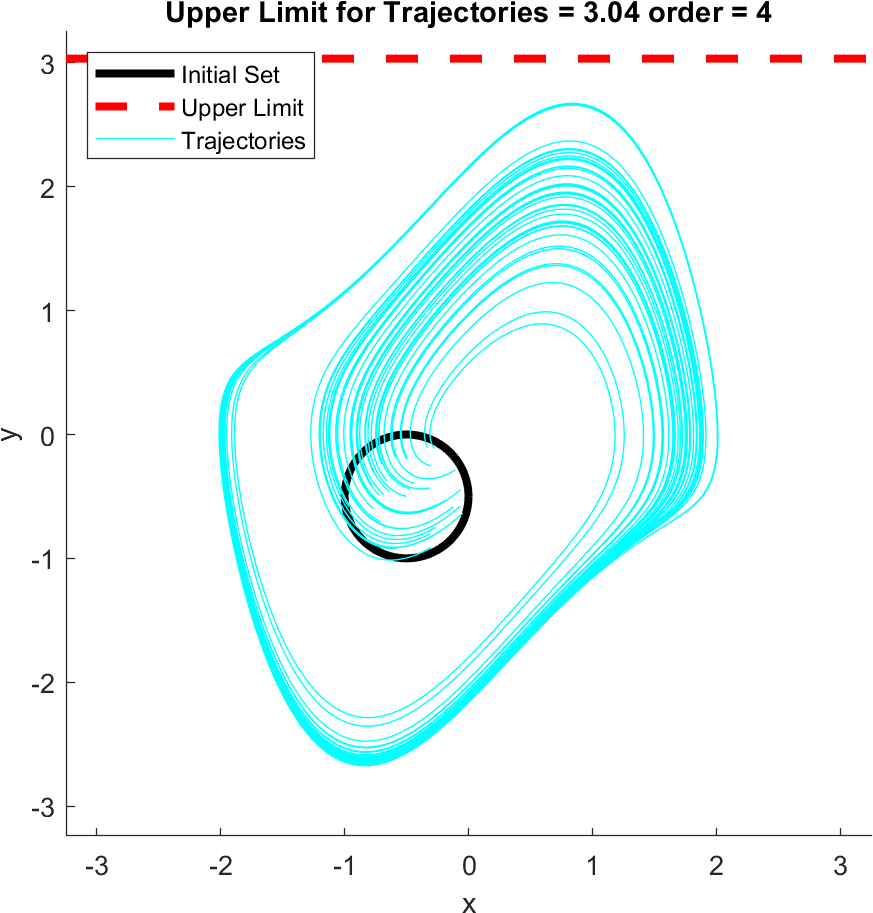 Upper Limit for Trajectories = 3.04 order = 4
Initial Set
Upper Limit
Trajectories
3
2
1
0
-1
-2
-3
y
-3 -2 -1 0 1 2 3
x